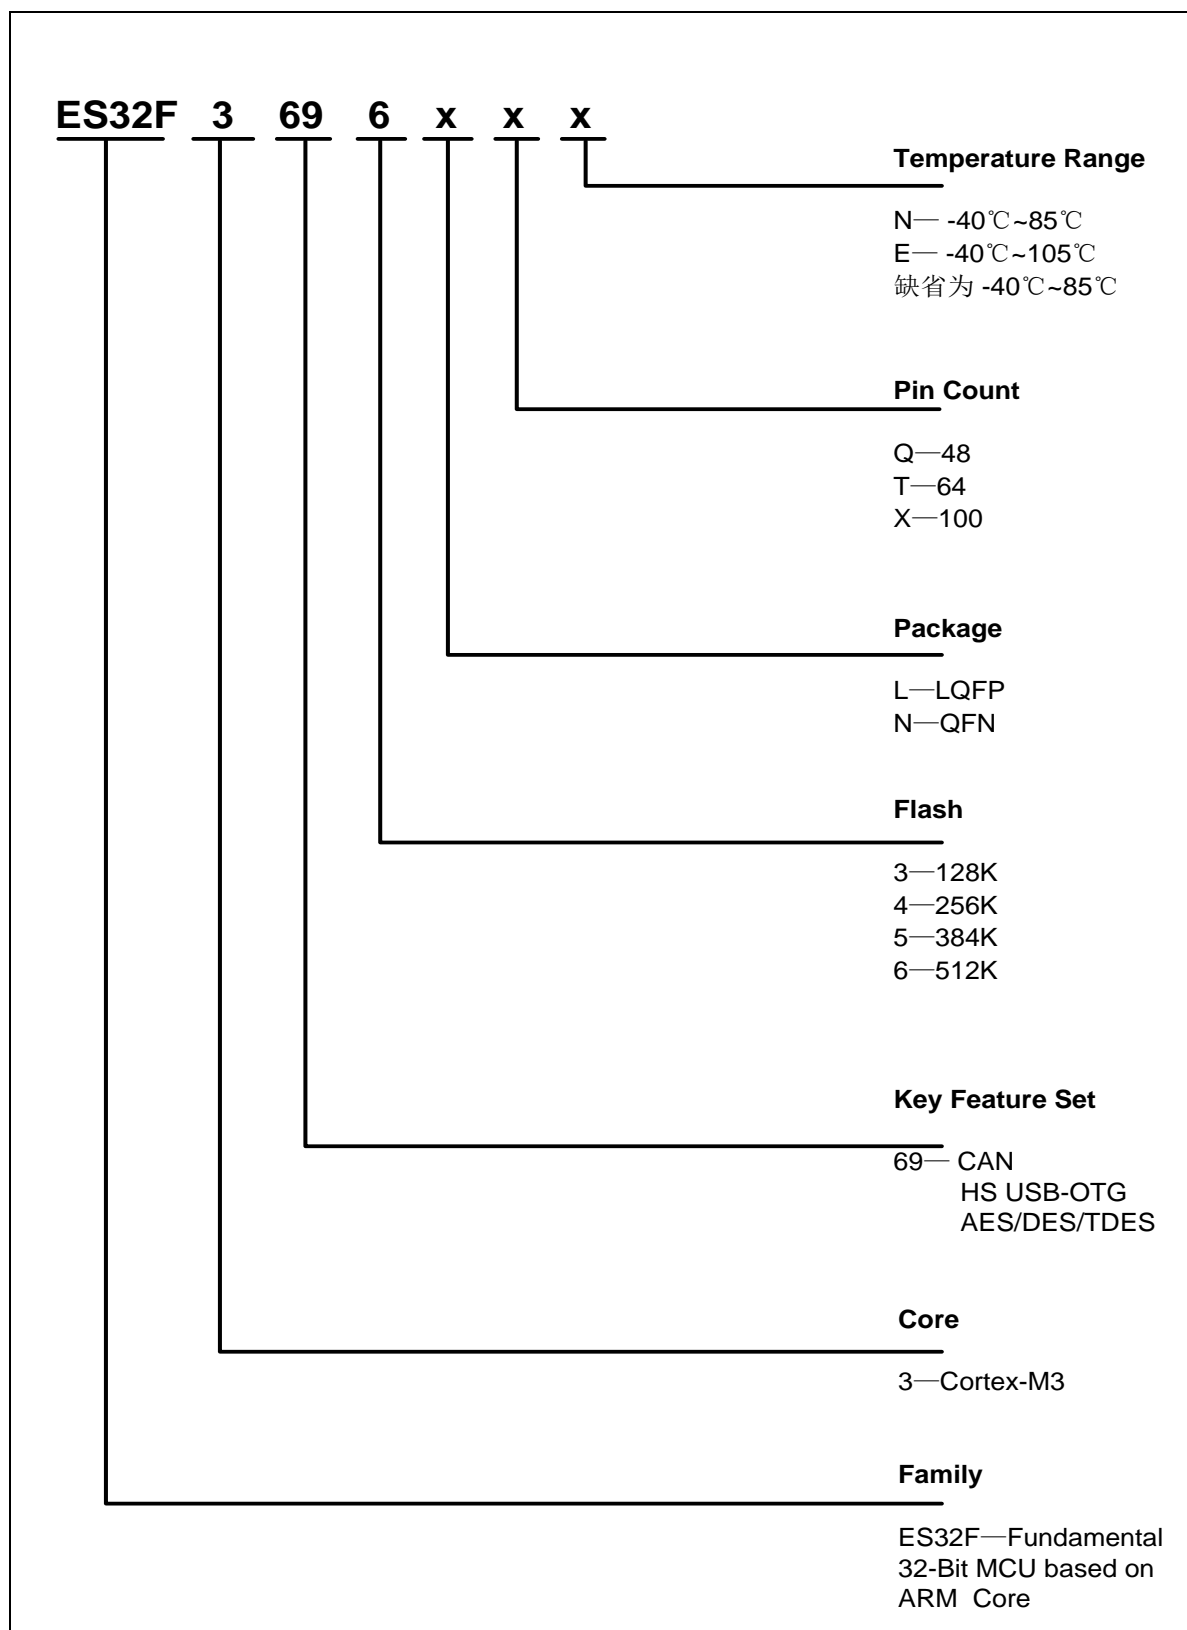 ES32F 3 69 6 x x x
Temperature Range
N— -40℃~85℃
E— -40℃~105℃
缺省为 -40℃~85℃
Pin Count
Q—48
T—64
X—100
Package
L—LQFP
N—QFN
Flash
3—128K
4—256K
5—384K
6—512K
Key Feature Set
69— CAN
HS USB-OTG
AES/DES/TDES
Core
3—Cortex-M3
Family
ES32F—Fundamental
32-Bit MCU based on
ARM Core